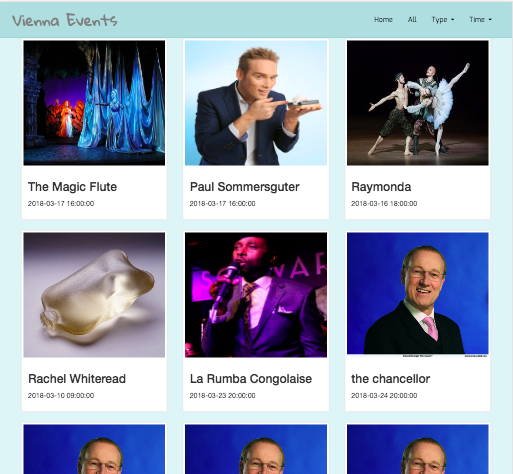 Vienna Events
Home All Type Time
The Magic Flute
2018-03-17 16:00:00
Paul Sommersguter
2018-03-17 16:00:00
Raymonda
2018-03-16 18:00:00
Rachel Whiteread
2018-03-10 09:00:00
La Rumba Congolaise
2018-03-23 20:00:00
the chancellor
2018-03-24 20:00:00